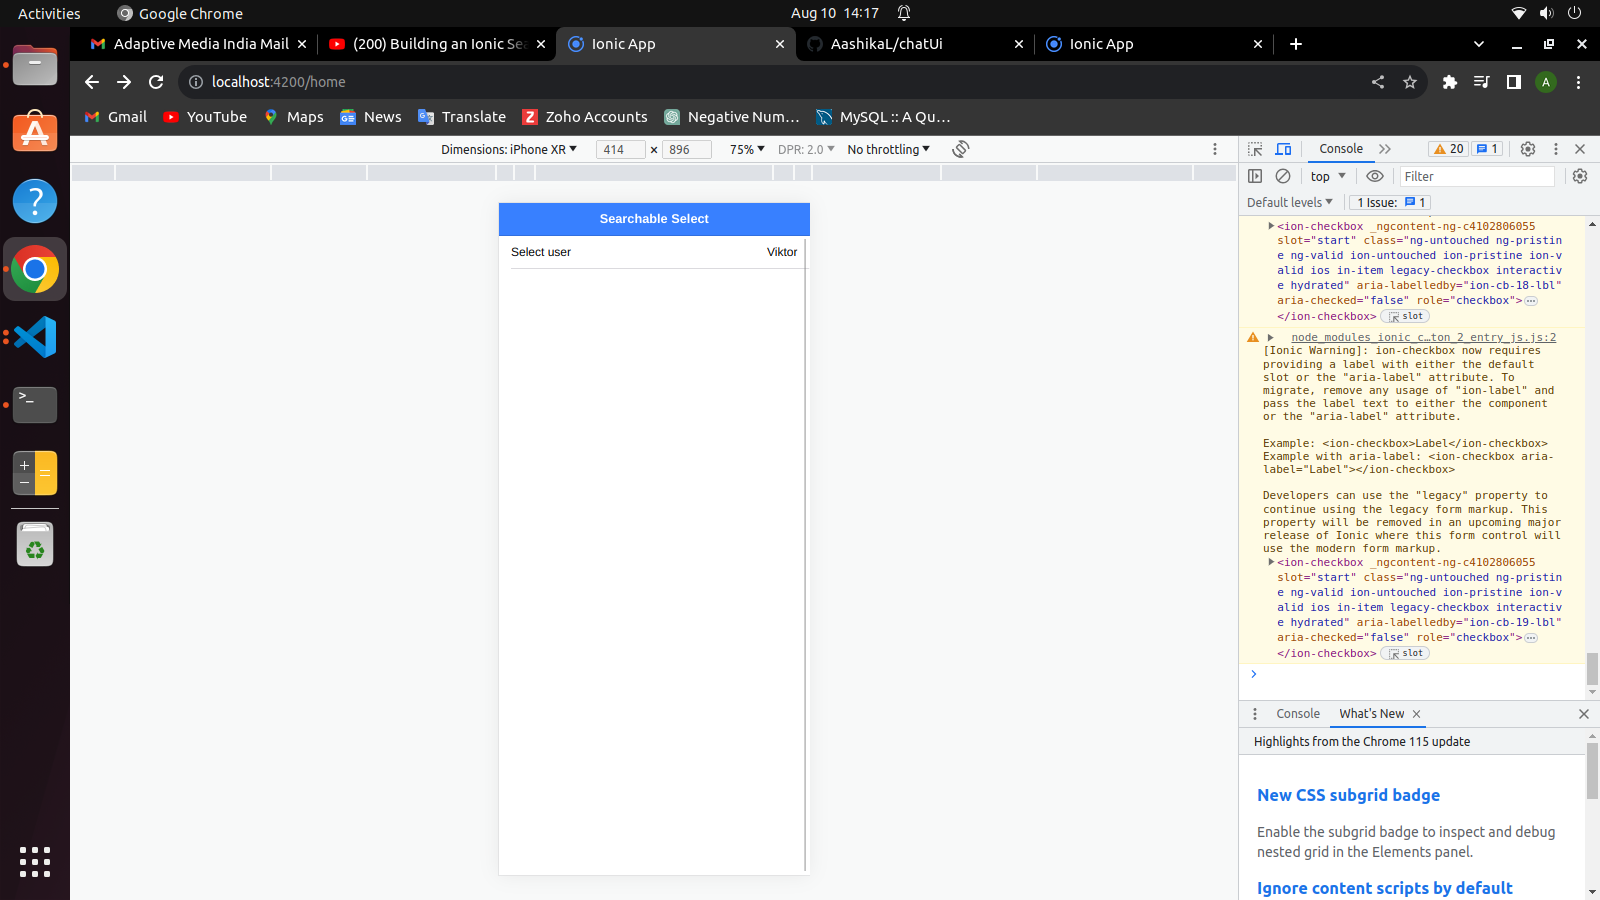 Activities
Google Chrome
Aug 10 14:17
Adaptive Media India Mail
(200) Building an Ionic Sea
Ionic App
AashikaL/chatUi
Ionic App
localhost:4200/home
A
Gmail
YouTube
Maps
News
Translate
Zoho Accounts
Negative Num...
MySQL :: A Qu...
Dimensions: iPhone XR
414 × 896
75%
DPR: 2.0
No throttling
Searchable Select
Select user
Viktor
Console
20
1
top
Filter
Default levels
1 Issue: 1
<ion-checkbox _ngcontent-ng-c4102806055
slot="start" class="ng-untouched ng-pristin
e ng-valid ion-untouched ion-pristine ion-v
alid ios in-item legacy-checkbox interactiv
e hydrated" aria-labelledby="ion-cb-18-lbl"
aria-checked="false" role="checkbox">…
</ion-checkbox> slot
node_modules_ionic_c…ton_2_entry_js.js:2
[Ionic Warning]: ion-checkbox now requires
providing a label with either the default
slot or the "aria-label" attribute. To
migrate, remove any usage of "ion-label" and
pass the label text to either the component
or the "aria-label" attribute.
Example: <ion-checkbox>Label</ion-checkbox>
Example with aria-label: <ion-checkbox aria-
label="Label"></ion-checkbox>
Developers can use the "legacy" property to
continue using the legacy form markup. This
property will be removed in an upcoming major
release of Ionic where this form control will
use the modern form markup.
<ion-checkbox _ngcontent-ng-c4102806055
slot="start" class="ng-untouched ng-pristin
e ng-valid ion-untouched ion-pristine ion-v
alid ios in-item legacy-checkbox interactiv
e hydrated" aria-labelledby="ion-cb-19-lbl"
aria-checked="false" role="checkbox">…
</ion-checkbox> slot
Console
What's New
Highlights from the Chrome 115 update
New CSS subgrid badge
Enable the subgrid badge to inspect and debug
nested grid in the Elements panel.
Ignore content scripts by default